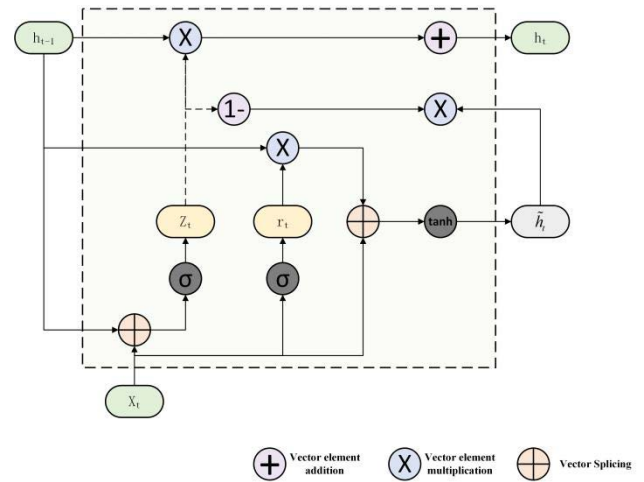 h_{t-1}
X
+
h_t
1-
X
X
Z_t
r_t
tanh
h̃_t
σ
σ
X_t
+ Vector element addition
X Vector element multiplication
Vector Splicing